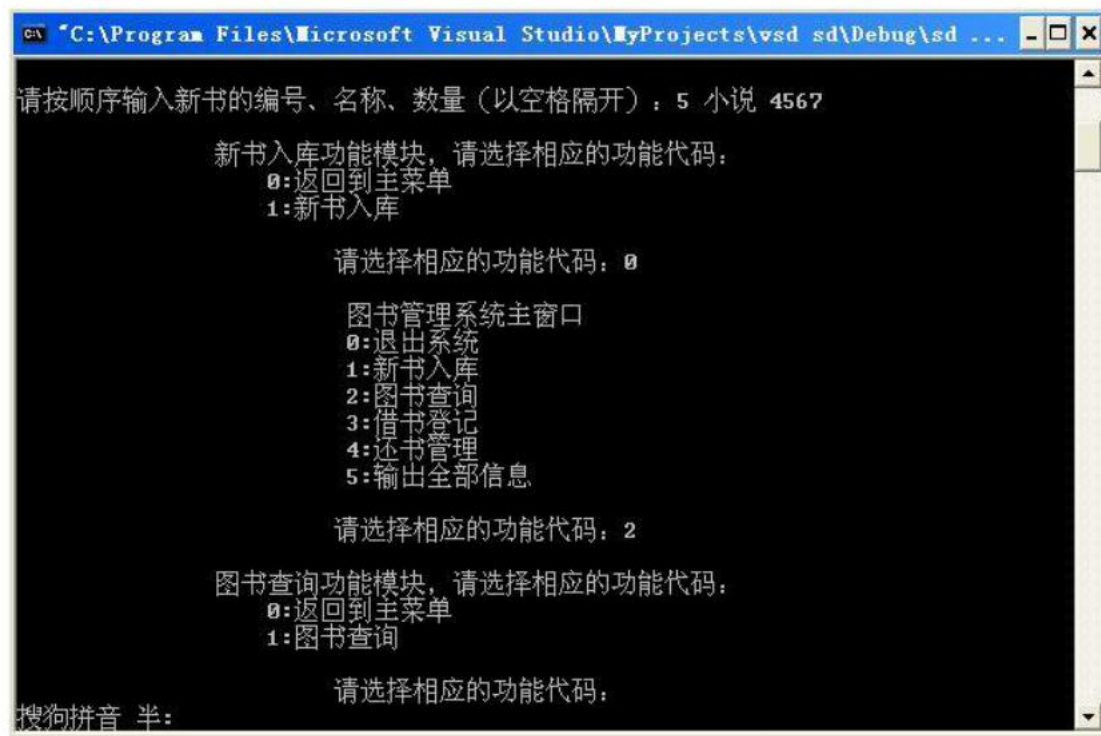 "C:\Program Files\Microsoft Visual Studio\MyProjects\vsd sd\Debug\sd ...
请按顺序输入新书的编号、名称、数量（以空格隔开）：5 小说 4567
新书入库功能模块，请选择相应的功能代码：
0:返回到主菜单
1:新书入库
请选择相应的功能代码：0
图书管理系统主窗口
0:退出系统
1:新书入库
2:图书查询
3:借书登记
4:还书管理
5:输出全部信息
请选择相应的功能代码：2
图书查询功能模块，请选择相应的功能代码：
0:返回到主菜单
1:图书查询
请选择相应的功能代码：
搜狗拼音 半: